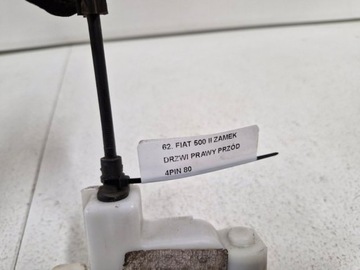 62. FIAT 500 II ZAMEK
DRZWI PRAWY PRZÓD
4PIN 80